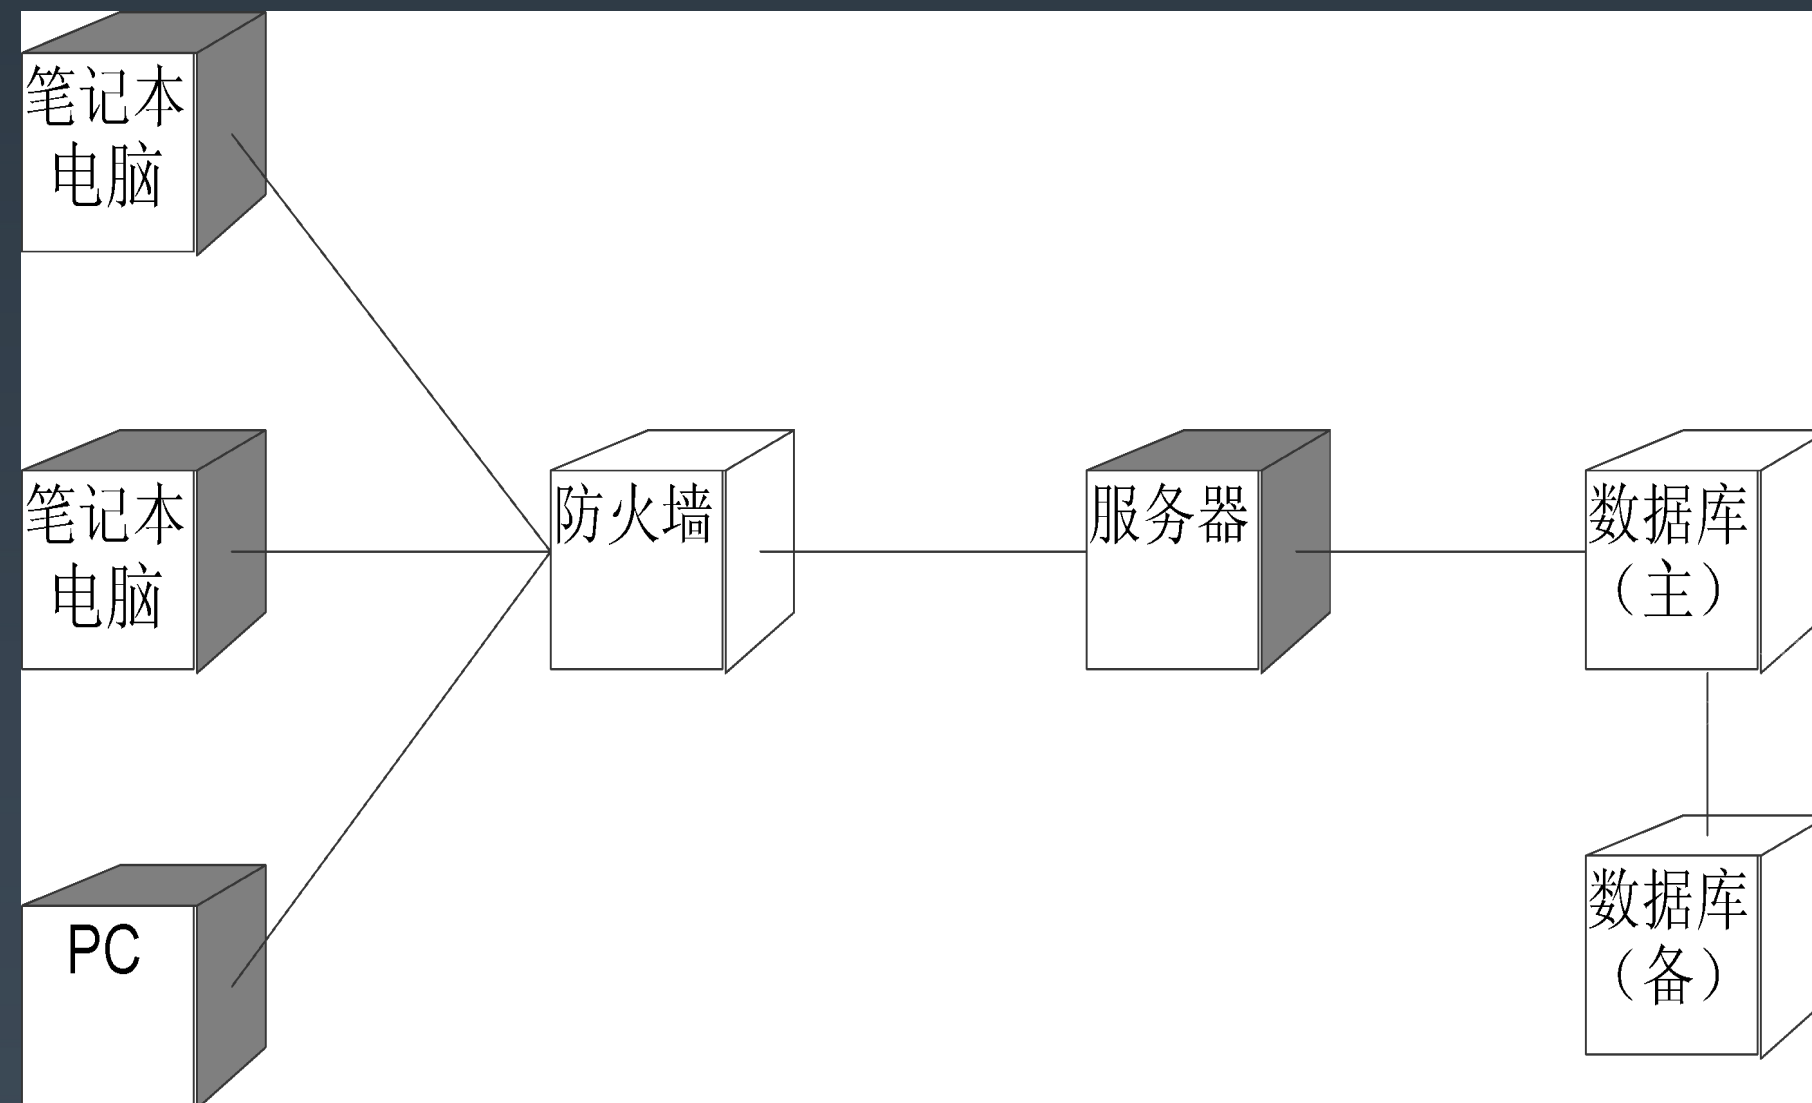 笔记本
电脑
笔记本
电脑
防火墙
服务器
数据库
（主）
PC
数据库
（备）